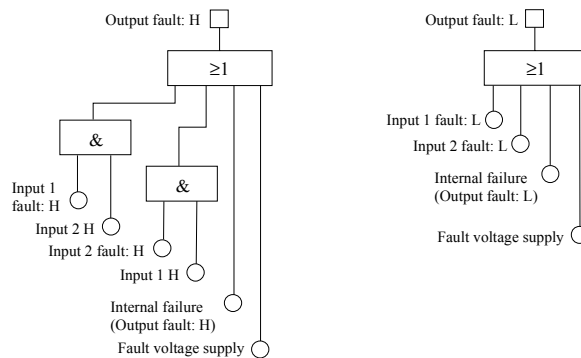 Output fault: H
≥1
&
&
Input 1
fault: H
Input 2 H
Input 2 fault: H
Input 1 H
Internal failure
(Output fault: H)
Fault voltage supply
Output fault: L
≥1
Input 1 fault: L
Input 2 fault: L
Internal failure
(Output fault: L)
Fault voltage supply